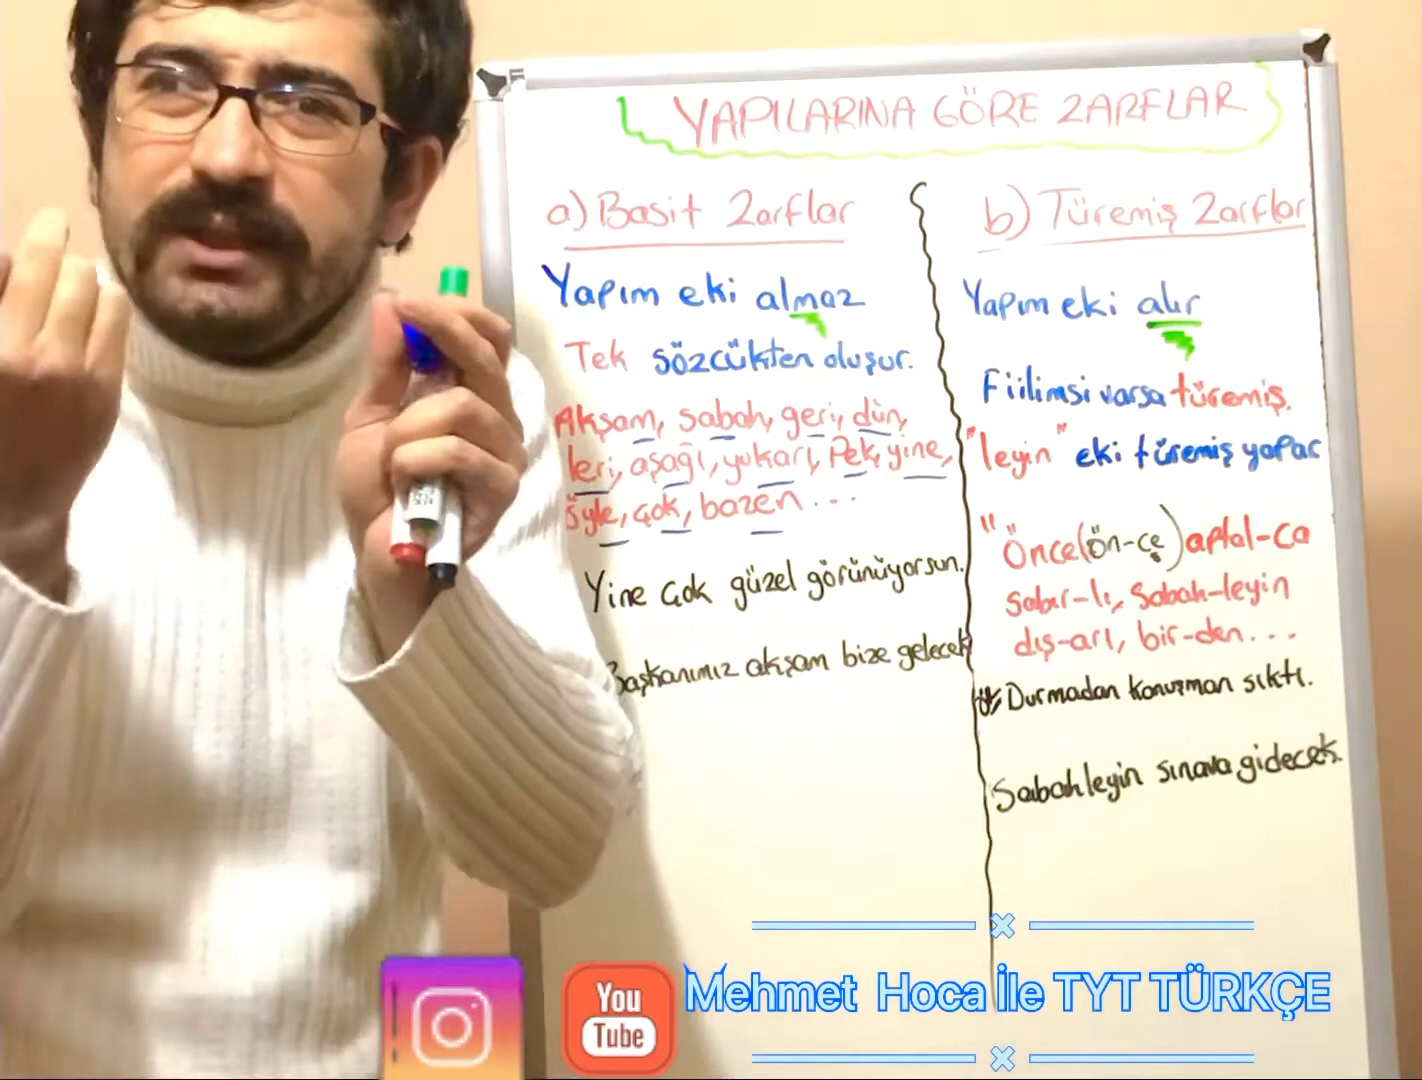 YAPILARINA GÖRE ZARFLAR
a) Basit Zarflar
Yapım eki almaz
Tek sözcükten oluşur.
Akşam, sabah, geri, dün,
İleri, aşağı, yukarı, Pek, yine,
Öyle, çok, bazen...
Yine çok güzel görünüyorsun.
Başkanımız akşam bize gelecek
b) Türemiş Zarflar
Yapım eki alır
Fiilimsi varsa türemiş.
"leyin" eki türemiş yapar
"Önce(ön-ce) aptal-ca
sabır-lı, Sabah-leyin
dış-arı, bir-den...
Durmadan konuşman sıktı.
Sabahleyin sınava gidecek.
You
Tube
Mehmet Hoca İle TYT TÜRKÇE